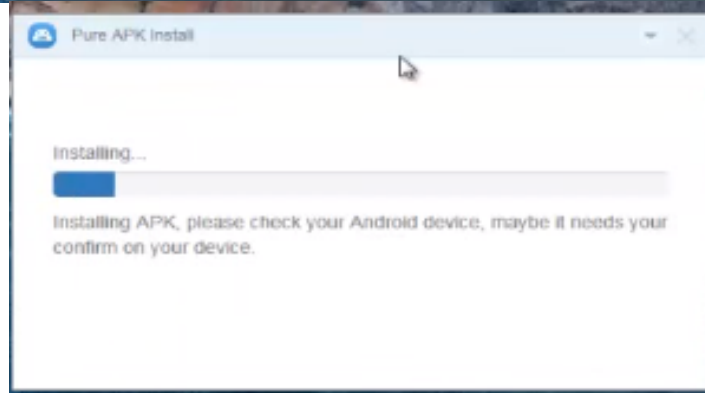 Pure APK Install
Installing...
Installing APK, please check your Android device, maybe it needs your
confirm on your device.